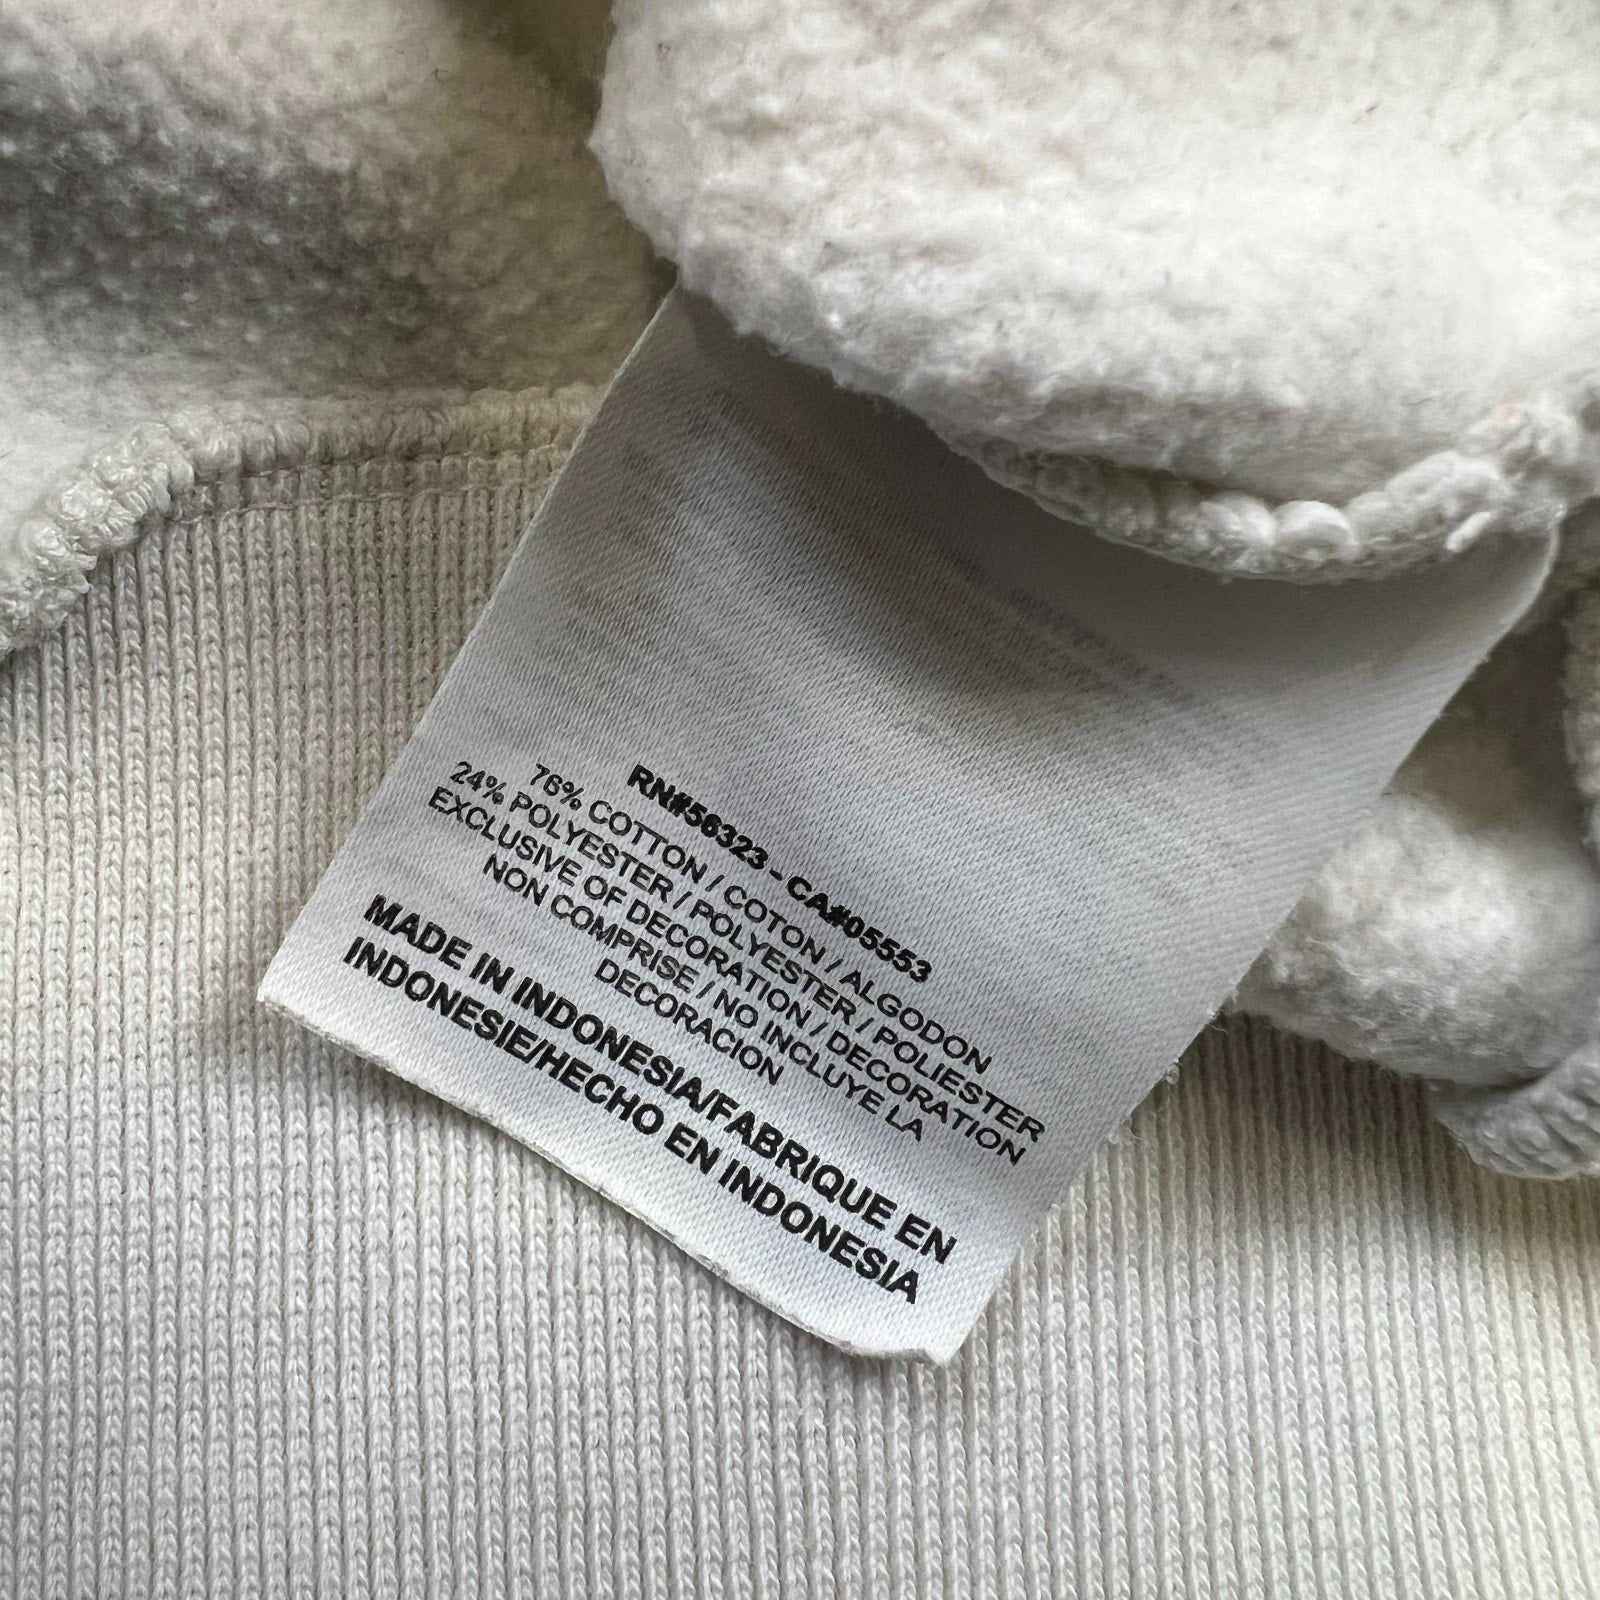 RN#56323 - CA#05553
76% COTTON / COTON / ALGODON
24% POLYESTER / POLYESTER / POLIESTER
EXCLUSIVE OF DECORATION / DECORATION
NON COMPRISE / NO INCLUYE LA
DECORACION
MADE IN INDONESIA/FABRIQUE EN
INDONESIE/HECHO EN INDONESIA